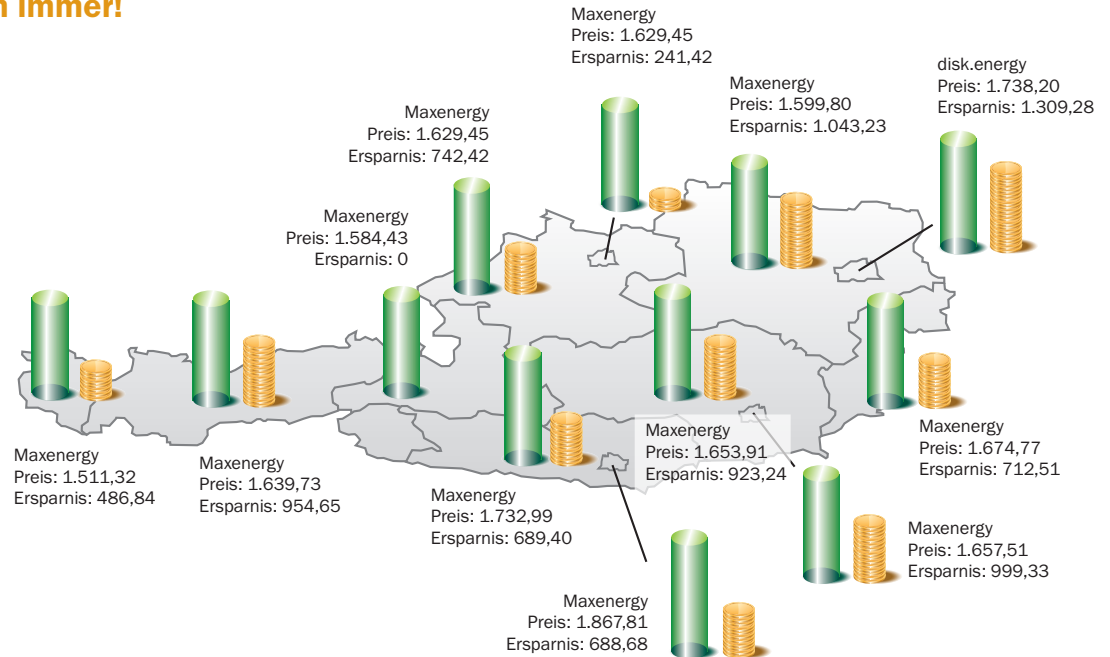 n immer!
Maxenergy
Preis: 1.629,45
Ersparnis: 241,42
disk.energy
Preis: 1.738,20
Ersparnis: 1.309,28
Maxenergy
Preis: 1.599,80
Ersparnis: 1.043,23
Maxenergy
Preis: 1.629,45
Ersparnis: 742,42
Maxenergy
Preis: 1.584,43
Ersparnis: 0
Maxenergy
Preis: 1.511,32
Ersparnis: 486,84
Maxenergy
Preis: 1.639,73
Ersparnis: 954,65
Maxenergy
Preis: 1.732,99
Ersparnis: 689,40
Maxenergy
Preis: 1.653,91
Ersparnis: 923,24
Maxenergy
Preis: 1.674,77
Ersparnis: 712,51
Maxenergy
Preis: 1.657,51
Ersparnis: 999,33
Maxenergy
Preis: 1.867,81
Ersparnis: 688,68